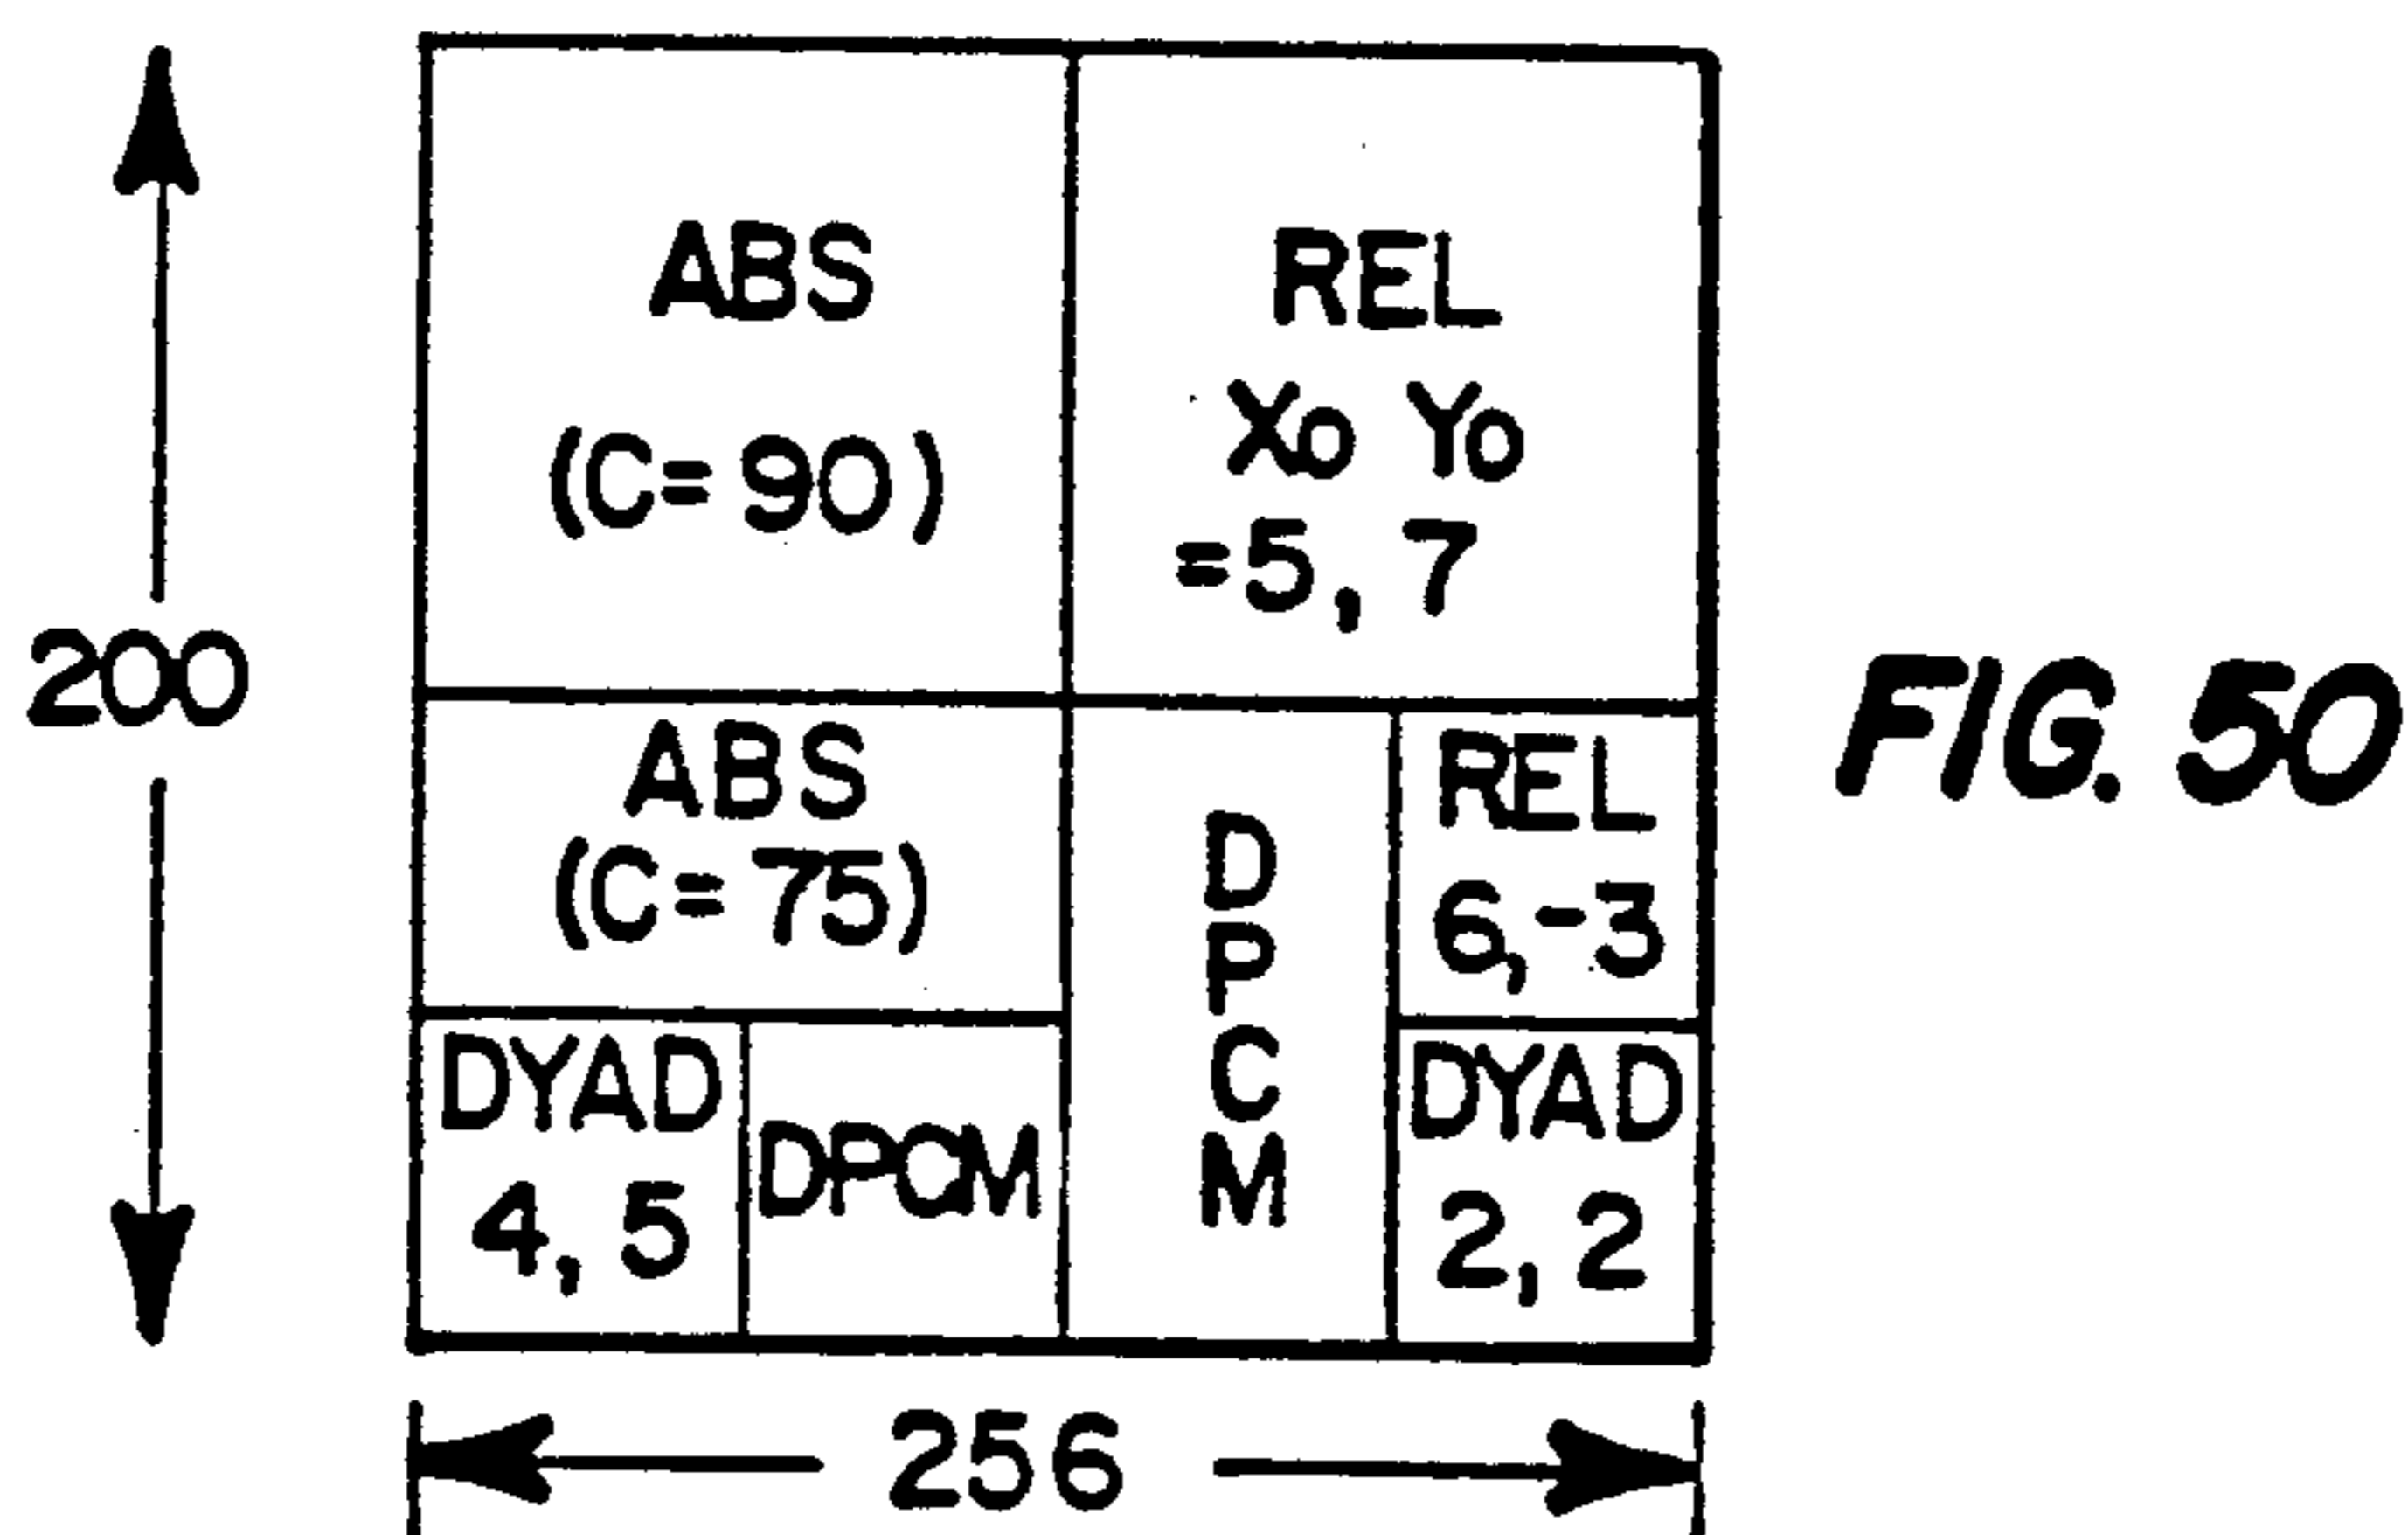 ABS
(C=90)
REL
Xo Yo
=5, 7
200
FIG. 50
ABS
(C=75)
DPCM
REL
6,-3
DYAD
4, 5
DPCM
DYAD
2, 2
256